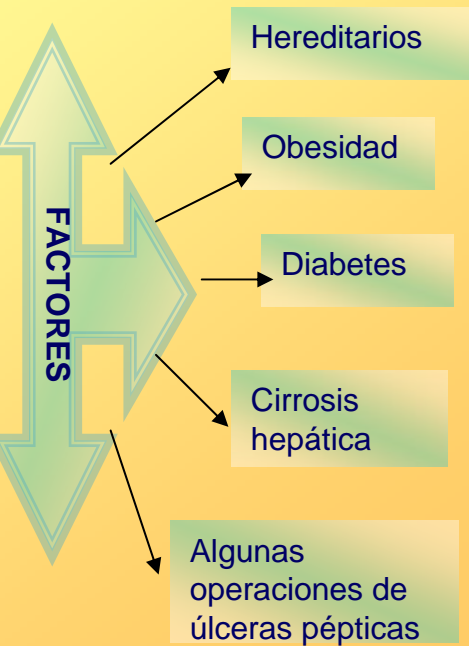 FACTORES
Hereditarios
Obesidad
Diabetes
Cirrosis
hepática
Algunas
operaciones de
úlceras pépticas